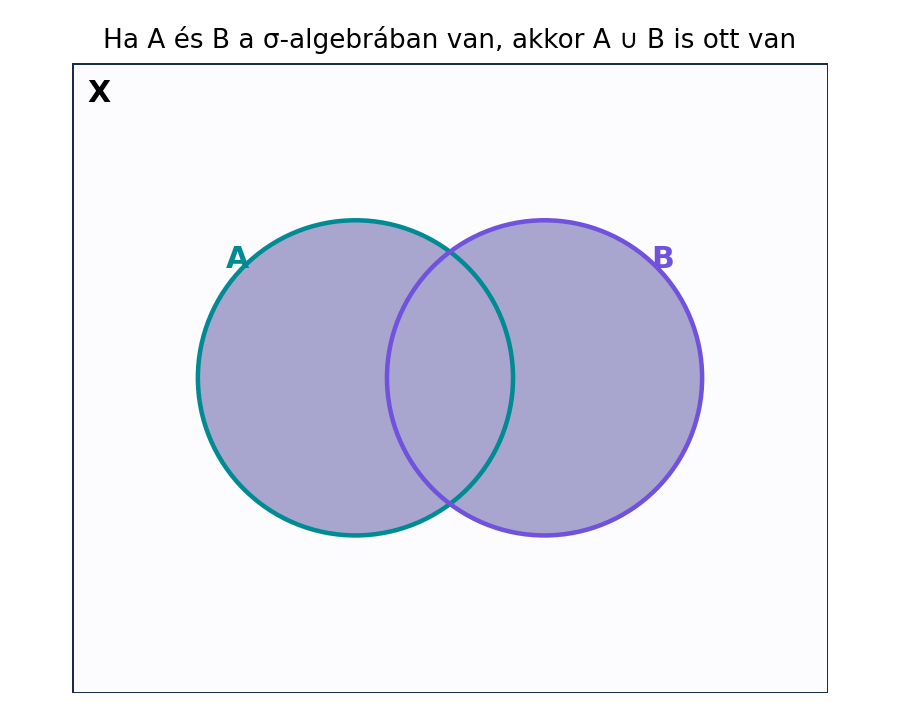 Ha A és B a σ-algebrában van, akkor A ∪ B is ott van
X
A
B